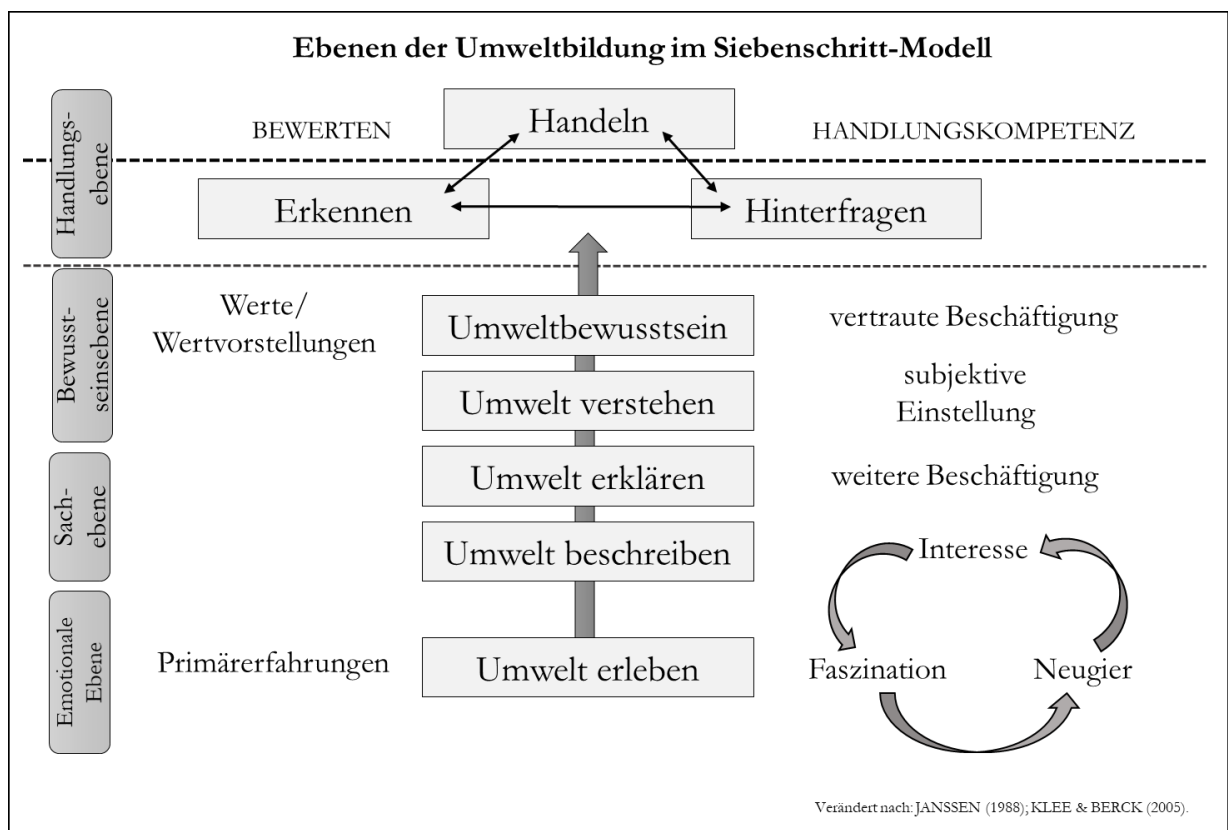 Ebenen der Umweltbildung im Siebenschritt-Modell
Handlungs-
ebene
BEWERTEN
Handeln
HANDLUNGSKOMPETENZ
Erkennen
Hinterfragen
Bewusst-
seinsebene
Werte/
Wertvorstellungen
Umweltbewusstsein
vertraute Beschäftigung
Umwelt verstehen
subjektive
Einstellung
Sach-
ebene
Umwelt erklären
weitere Beschäftigung
Umwelt beschreiben
Interesse
Emotionale
Ebene
Primärerfahrungen
Umwelt erleben
Faszination
Neugier
Verändert nach: JANSSEN (1988); KLEE & BERCK (2005).